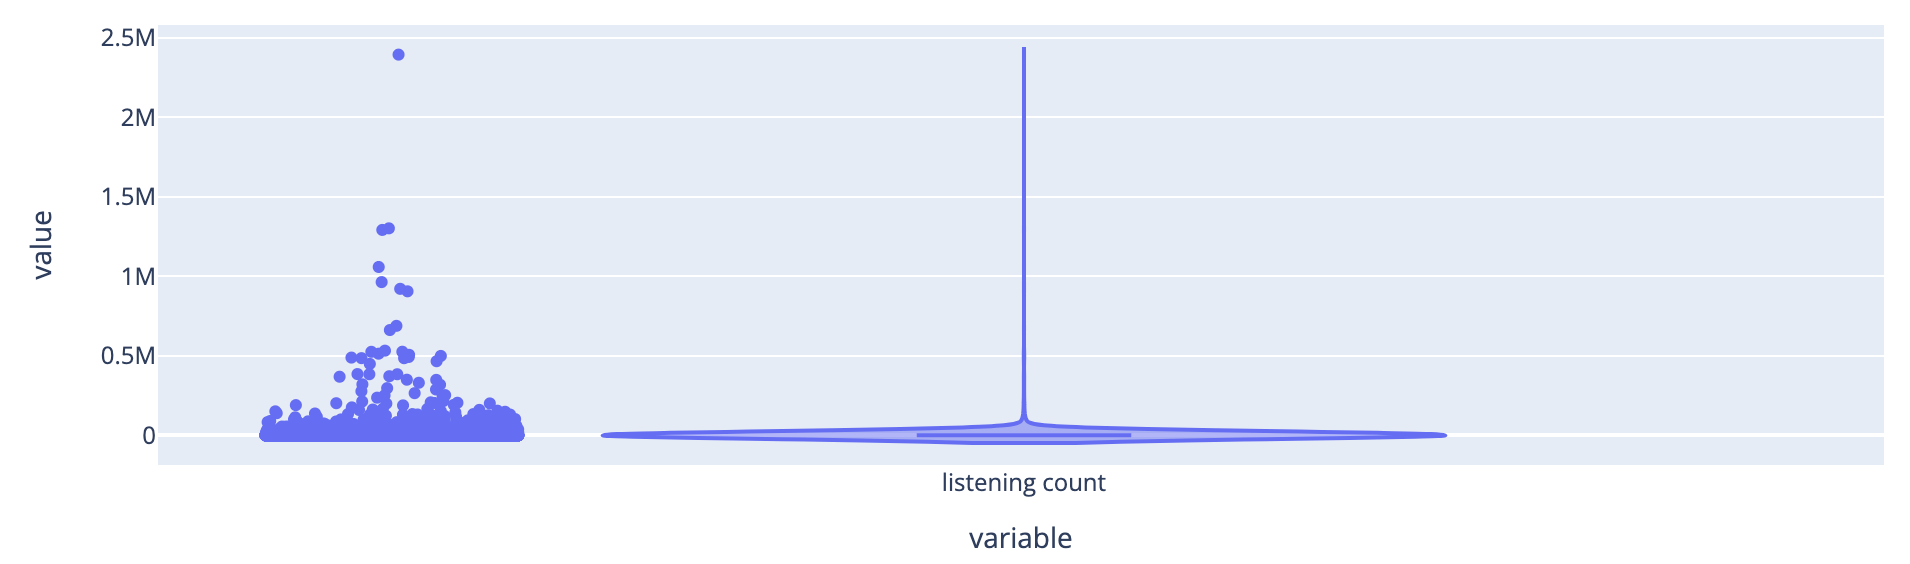 2.5M
2M
1.5M
1M
0.5M
0
value
listening count
variable